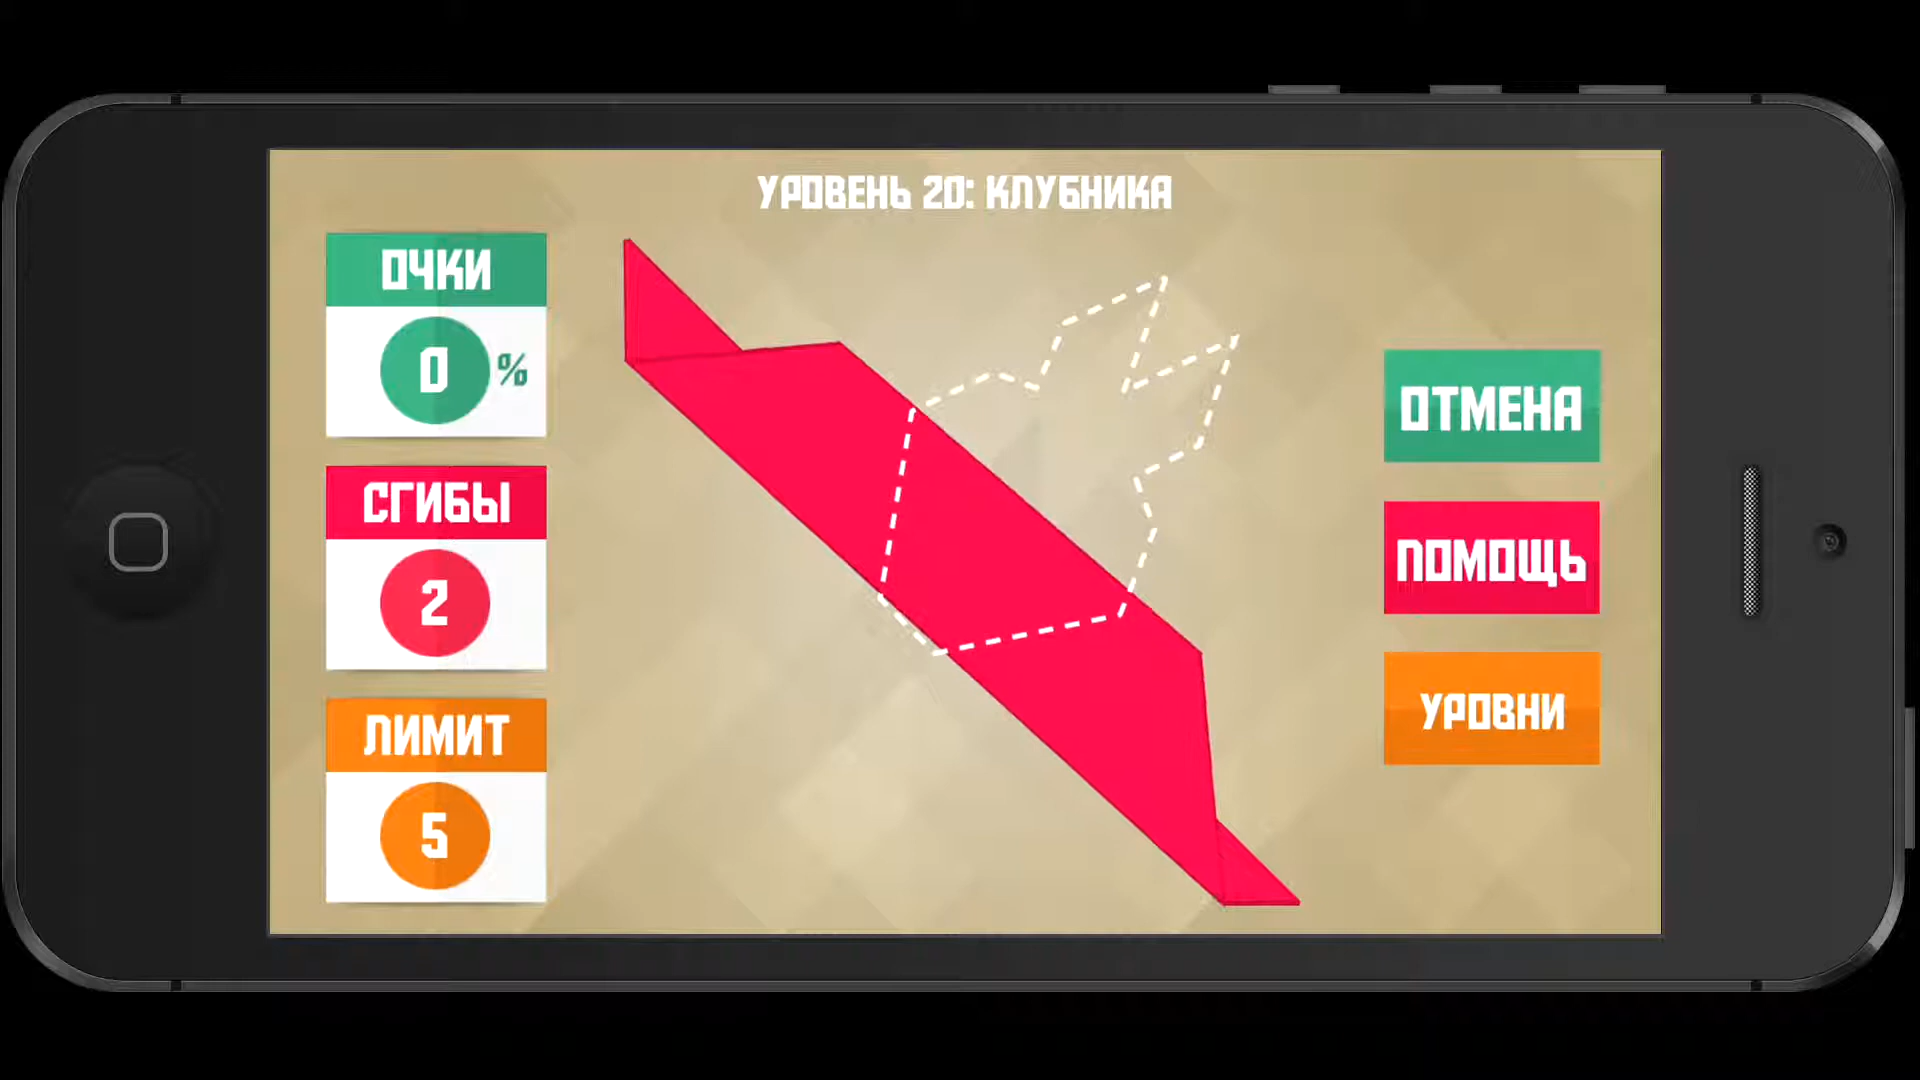 УРОВЕНЬ 20: КЛУБНИКА
ОЧКИ
0 %
СГИБЫ
2
ЛИМИТ
5
ОТМЕНА
ПОМОЩЬ
УРОВНИ